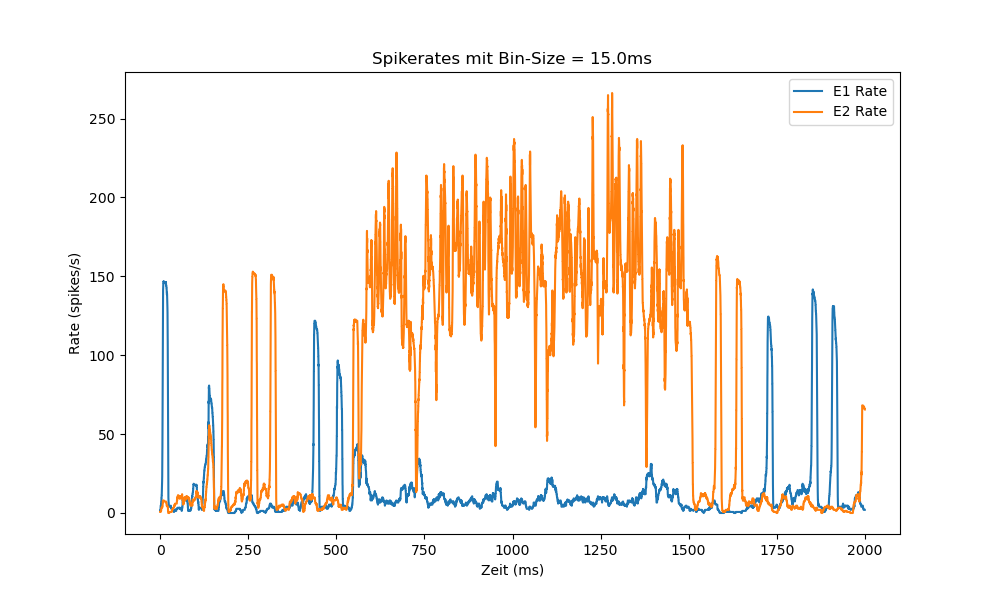 Spikerates mit Bin-Size = 15.0ms
E1 Rate
E2 Rate
250
200
150
100
50
0
Rate (spikes/s)
0 250 500 750 1000 1250 1500 1750 2000
Zeit (ms)